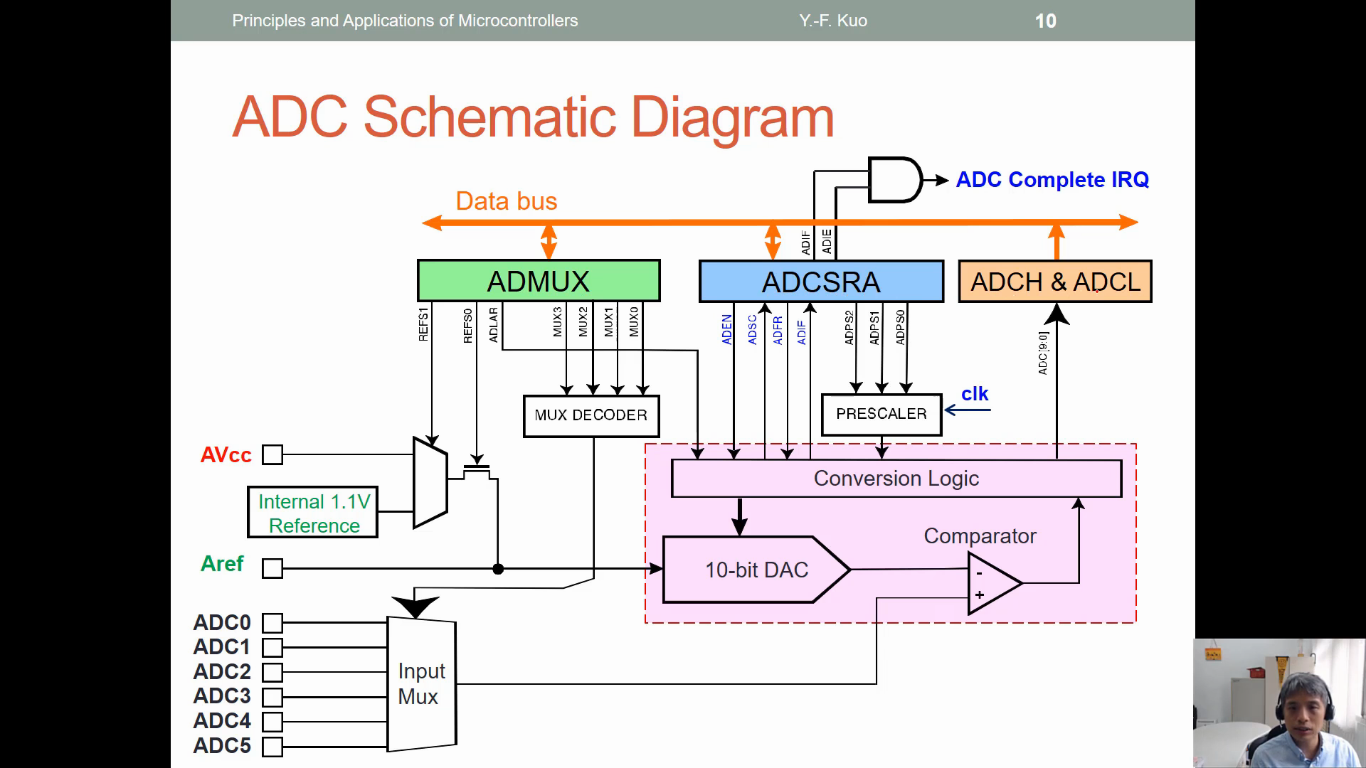 Principles and Applications of Microcontrollers Y.-F. Kuo 10
ADC Schematic Diagram
ADC Complete IRQ
Data bus
ADIF
ADIE
ADMUX
ADCSRA
ADCH & ADCL
REFS1
REFS0
ADLAR
MUX3
MUX2
MUX1
MUX0
ADEN
ADSC
ADFR
ADIF
ADPS2
ADPS1
ADPS0
ADC[9:0]
MUX DECODER
PRESCALER
clk
AVcc
Internal 1.1V
Reference
Conversion Logic
Comparator
Aref
10-bit DAC
-
+
ADC0
ADC1
ADC2
ADC3
ADC4
ADC5
Input
Mux